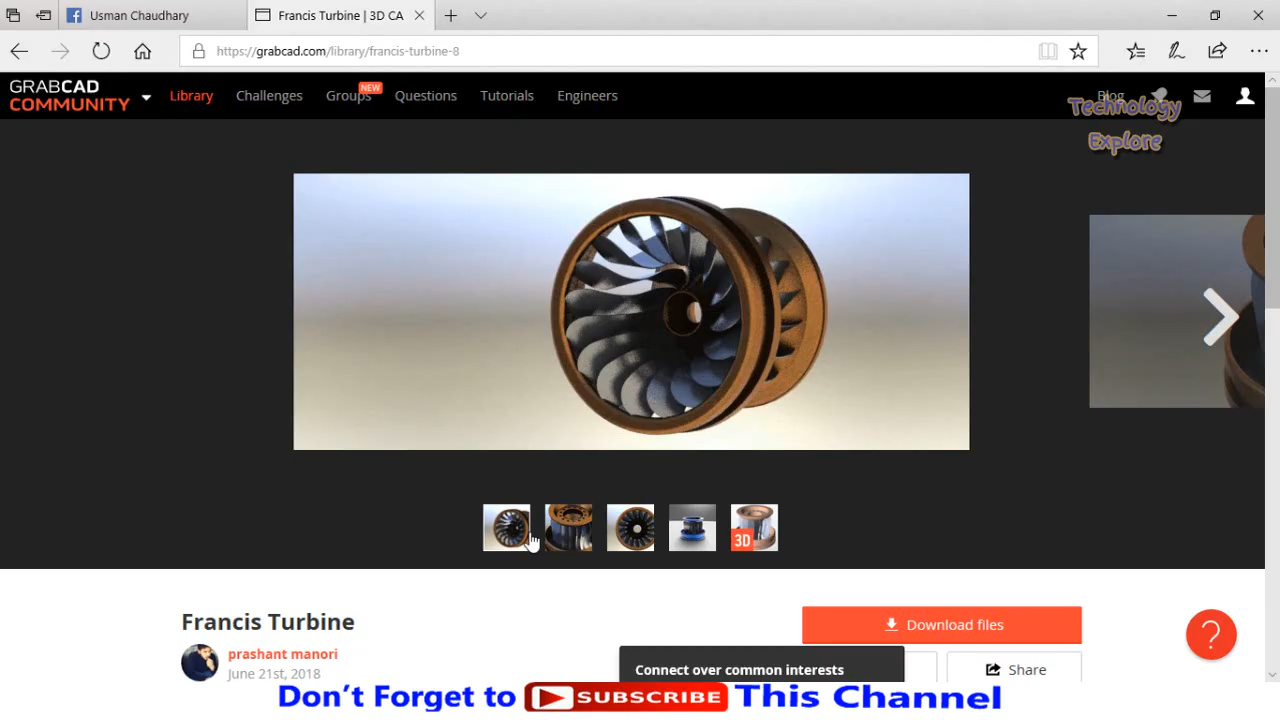 Usman Chaudhary
Francis Turbine | 3D CA
https://grabcad.com/library/francis-turbine-8
GRABCAD
COMMUNITY
Library
Challenges
Groups
NEW
Questions
Tutorials
Engineers
Blog
Technology
Explore
3D
Francis Turbine
Download files
prashant manori
June 21st, 2018
Connect over common interests
Share
?
Don't Forget to SUBSCRIBE This Channel